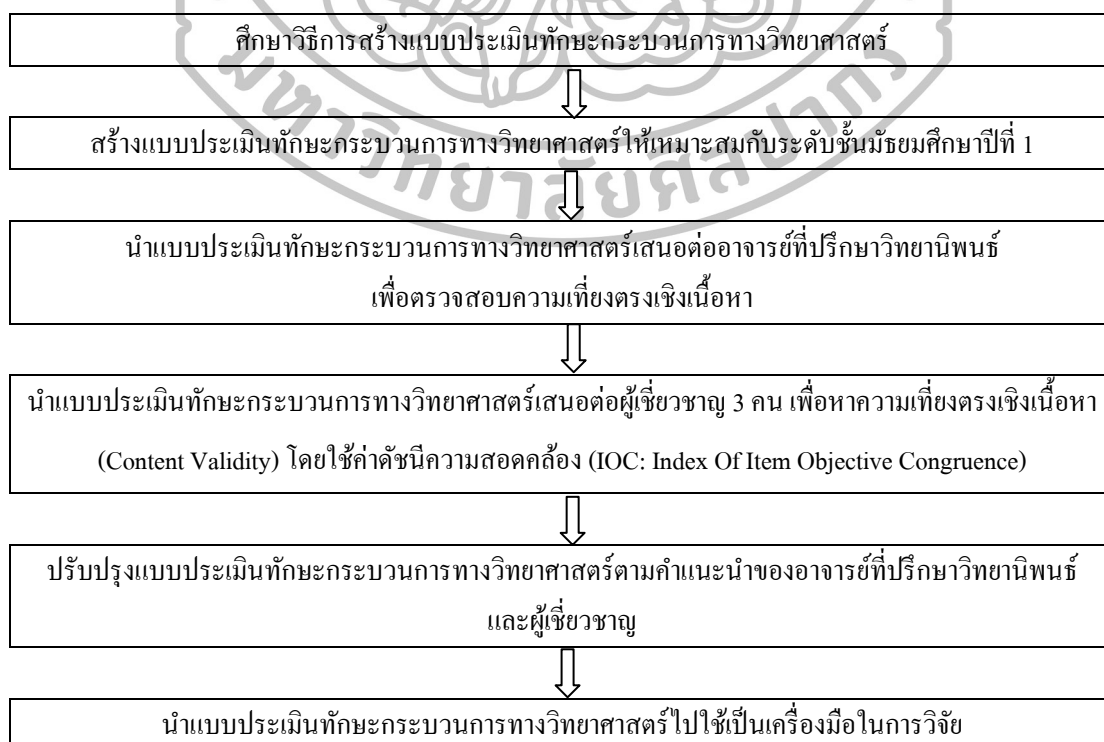 ศึกษาวิธีการสร้างแบบประเมินทักษะกระบวนการทางวิทยาศาสตร์
สร้างแบบประเมินทักษะกระบวนการทางวิทยาศาสตร์ให้เหมาะสมกับระดับชั้นมัธยมศึกษาปีที่ 1
มหาวิทยาลัยศิลปากร
นำแบบประเมินทักษะกระบวนการทางวิทยาศาสตร์เสนอต่ออาจารย์ที่ปรึกษาวิทยานิพนธ์
เพื่อตรวจสอบความเที่ยงตรงเชิงเนื้อหา
นำแบบประเมินทักษะกระบวนการทางวิทยาศาสตร์เสนอต่อผู้เชี่ยวชาญ 3 คน เพื่อหาความเที่ยงตรงเชิงเนื้อหา
(Content Validity) โดยใช้ค่าดัชนีความสอดคล้อง (IOC: Index Of Item Objective Congruence)
ปรับปรุงแบบประเมินทักษะกระบวนการทางวิทยาศาสตร์ตามคำแนะนำของอาจารย์ที่ปรึกษาวิทยานิพนธ์
และผู้เชี่ยวชาญ
นำแบบประเมินทักษะกระบวนการทางวิทยาศาสตร์ไปใช้เป็นเครื่องมือในการวิจัย